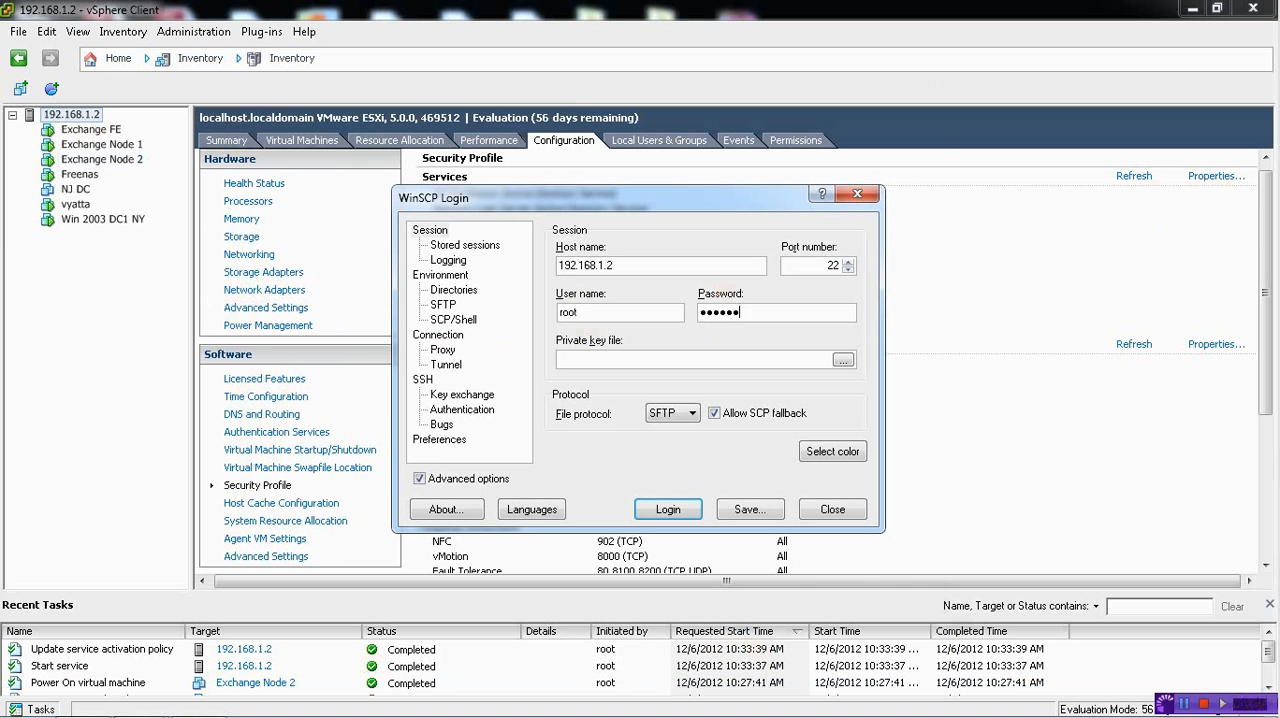 192.168.1.2 - vSphere Client
File Edit View Inventory Administration Plug-ins Help
Home Inventory Inventory
192.168.1.2
Exchange FE
Exchange Node 1
Exchange Node 2
Freenas
NJ DC
vyatta
Win 2003 DC1 NY
localhost.localdomain VMware ESXi, 5.0.0, 469512 | Evaluation (56 days remaining)
Summary Virtual Machines Resource Allocation Performance Configuration Local Users & Groups Events Permissions
Hardware
Health Status
Processors
Memory
Storage
Networking
Storage Adapters
Network Adapters
Advanced Settings
Power Management
Software
Licensed Features
Time Configuration
DNS and Routing
Authentication Services
Virtual Machine Startup/Shutdown
Virtual Machine Swapfile Location
Security Profile
Host Cache Configuration
System Resource Allocation
Agent VM Settings
Advanced Settings
Security Profile
Services
Refresh Properties...
Refresh Properties...
WinSCP Login
?
Session
Stored sessions
Logging
Environment
Directories
SFTP
SCP/Shell
Connection
Proxy
Tunnel
SSH
Key exchange
Authentication
Bugs
Preferences
Session
Host name: Port number:
192.168.1.2 22
User name: Password:
root ●●●●●●
Private key file:
...
Protocol
File protocol: SFTP Allow SCP fallback
Select color
Advanced options
About... Languages Login Save... Close
NFC 902 (TCP) All
vMotion 8000 (TCP) All
Fault Tolerance 80,8100,8200 (TCP,UDP) All
Recent Tasks
Name, Target or Status contains: Clear
Name Target Status Details Initiated by Requested Start Time Start Time Completed Time
Update service activation policy 192.168.1.2 Completed root 12/6/2012 10:33:39 AM 12/6/2012 10:33:39 ... 12/6/2012 10:33:39 AM
Start service 192.168.1.2 Completed root 12/6/2012 10:33:37 AM 12/6/2012 10:33:37 ... 12/6/2012 10:33:37 AM
Power On virtual machine Exchange Node 2 Completed root 12/6/2012 10:27:41 AM 12/6/2012 10:27:41 ... 12/6/2012 10:27:41 AM
Tasks
Evaluation Mode: 56